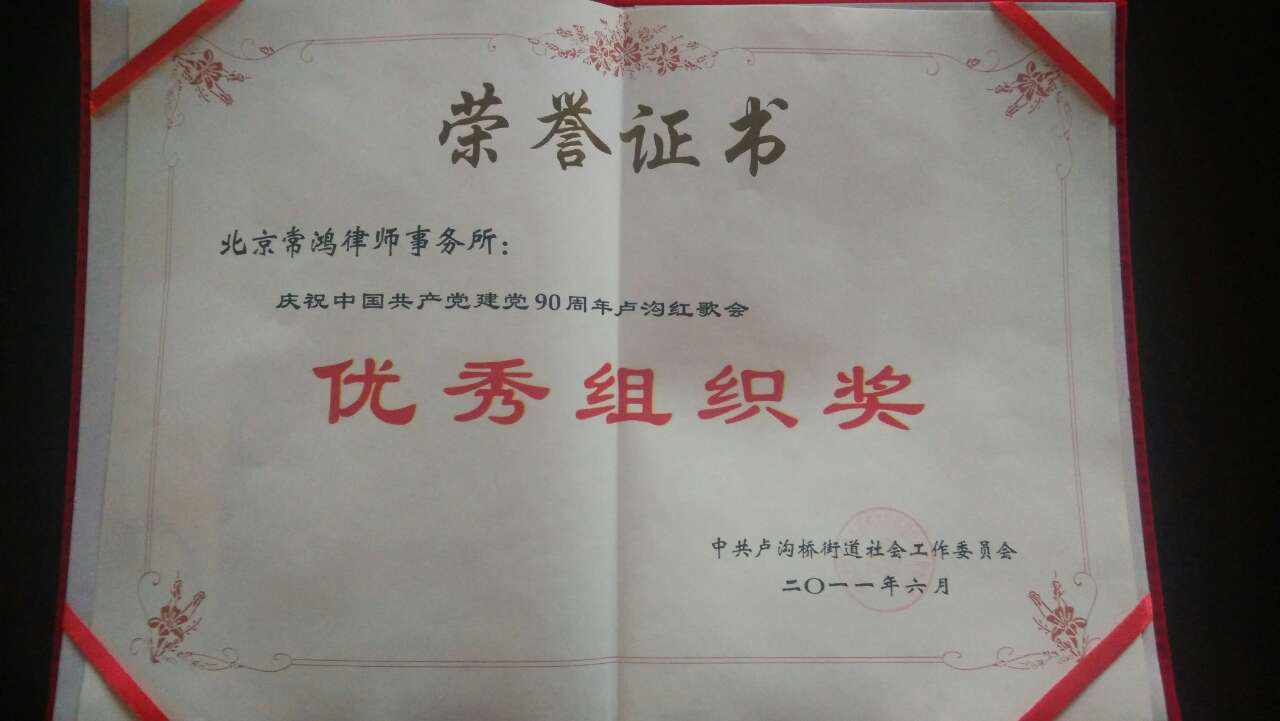 荣誉证书
北京常鸿律师事务所：
庆祝中国共产党建党90周年卢沟红歌会
优秀组织奖
中共卢沟桥街道社会工作委员会
二〇一一年六月